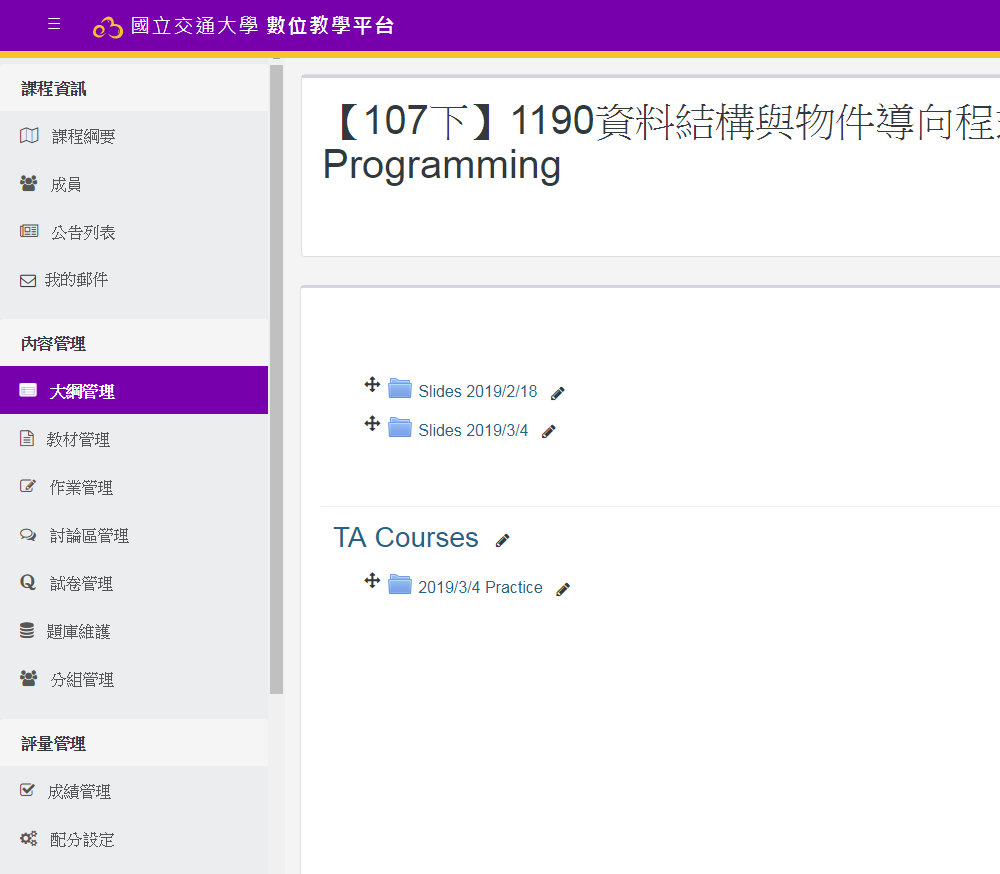 國立交通大學 數位教學平台
課程資訊
課程綱要
成員
公告列表
我的郵件
內容管理
大綱管理
教材管理
作業管理
討論區管理
試卷管理
題庫維護
分組管理
評量管理
成績管理
配分設定
【107下】1190資料結構與物件導向程
Programming
Slides 2019/2/18
Slides 2019/3/4
TA Courses
2019/3/4 Practice